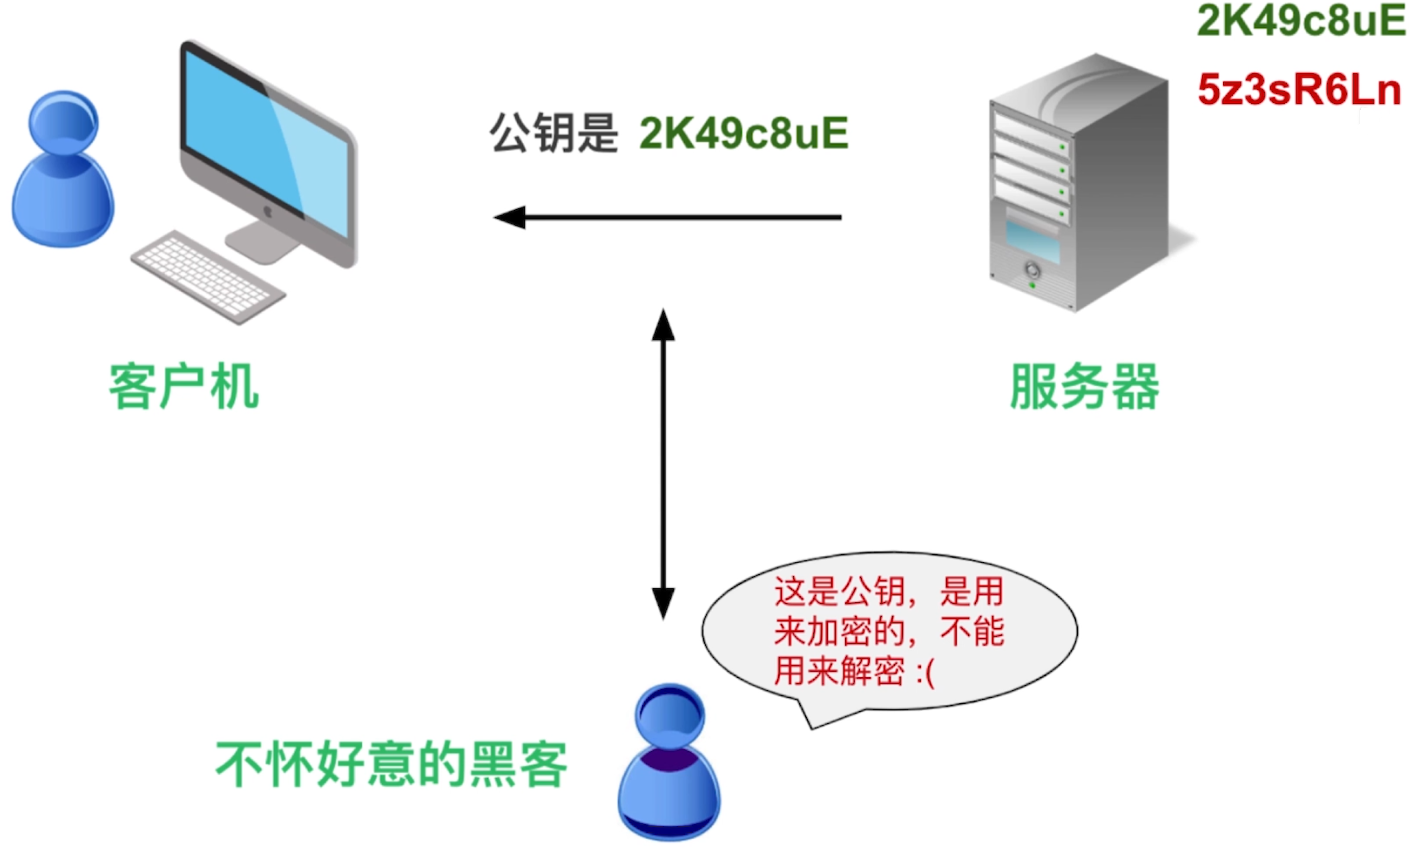 2K49c8uE
5z3sR6Ln
公钥是 2K49c8uE
客户机
服务器
这是公钥，是用
来加密的，不能
用来解密 :(
不怀好意的黑客